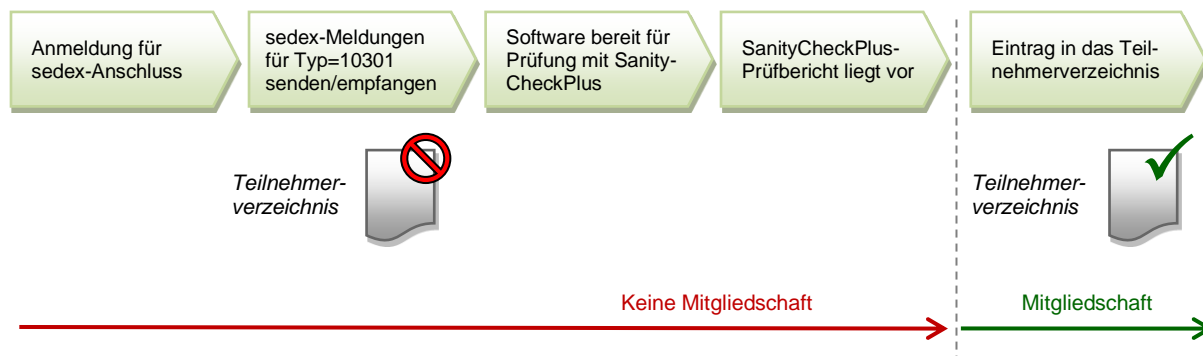 Anmeldung für
sedex-Anschluss
sedex-Meldungen
für Typ=10301
senden/empfangen
Software bereit für
Prüfung mit Sanity-
CheckPlus
SanityCheckPlus-
Prüfbericht liegt vor
Eintrag in das Teil-
nehmerverzeichnis
Teilnehmer-
verzeichnis
Teilnehmer-
verzeichnis
Keine Mitgliedschaft
Mitgliedschaft